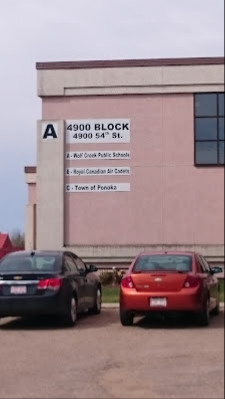 A
4900 BLOCK
4900 54th St.
A - Wolf Creek Public Schools
B - Royal Canadian Air Cadets
C - Town of Ponoka